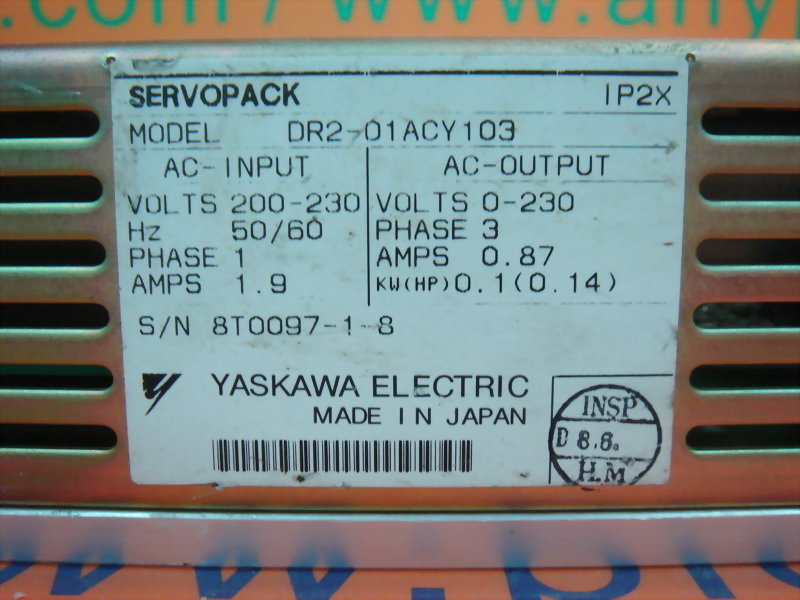 SERVOPACK IP2X
MODEL DR2-01ACY103
AC-INPUT AC-OUTPUT
VOLTS 200-230 VOLTS 0-230
Hz 50/60 PHASE 3
PHASE 1 AMPS 0.87
AMPS 1.9 KW(HP) 0.1(0.14)
S/N 8T0097-1-8
YASKAWA ELECTRIC
MADE IN JAPAN
INSP
D 8.6.
H.M